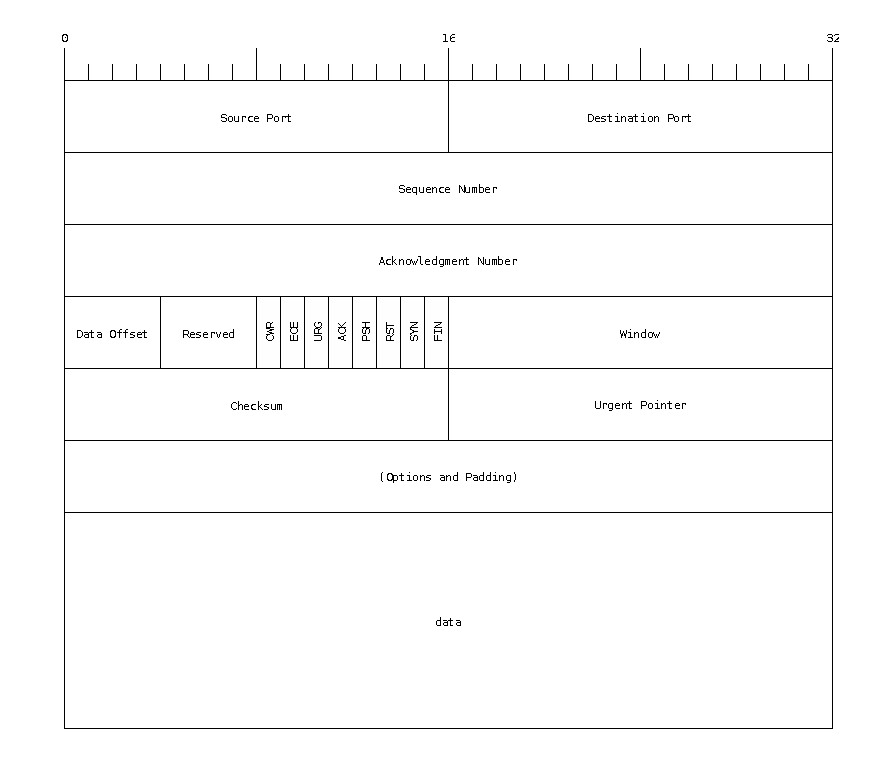 0 16 32
Source Port Destination Port
Sequence Number
Acknowledgment Number
Data Offset Reserved CWR ECE URG ACK PSH RST SYN FIN Window
Checksum Urgent Pointer
(Options and Padding)
data